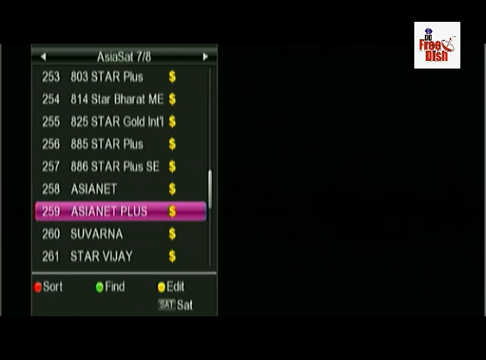 DD
Free
Dish
AsiaSat 7/8
253 803 STAR Plus $
254 814 Star Bharat ME $
255 825 STAR Gold Int'l $
256 885 STAR Plus $
257 886 STAR Plus SE $
258 ASIANET $
259 ASIANET PLUS $
260 SUVARNA $
261 STAR VIJAY $
Sort Find Edit
SAT Sat